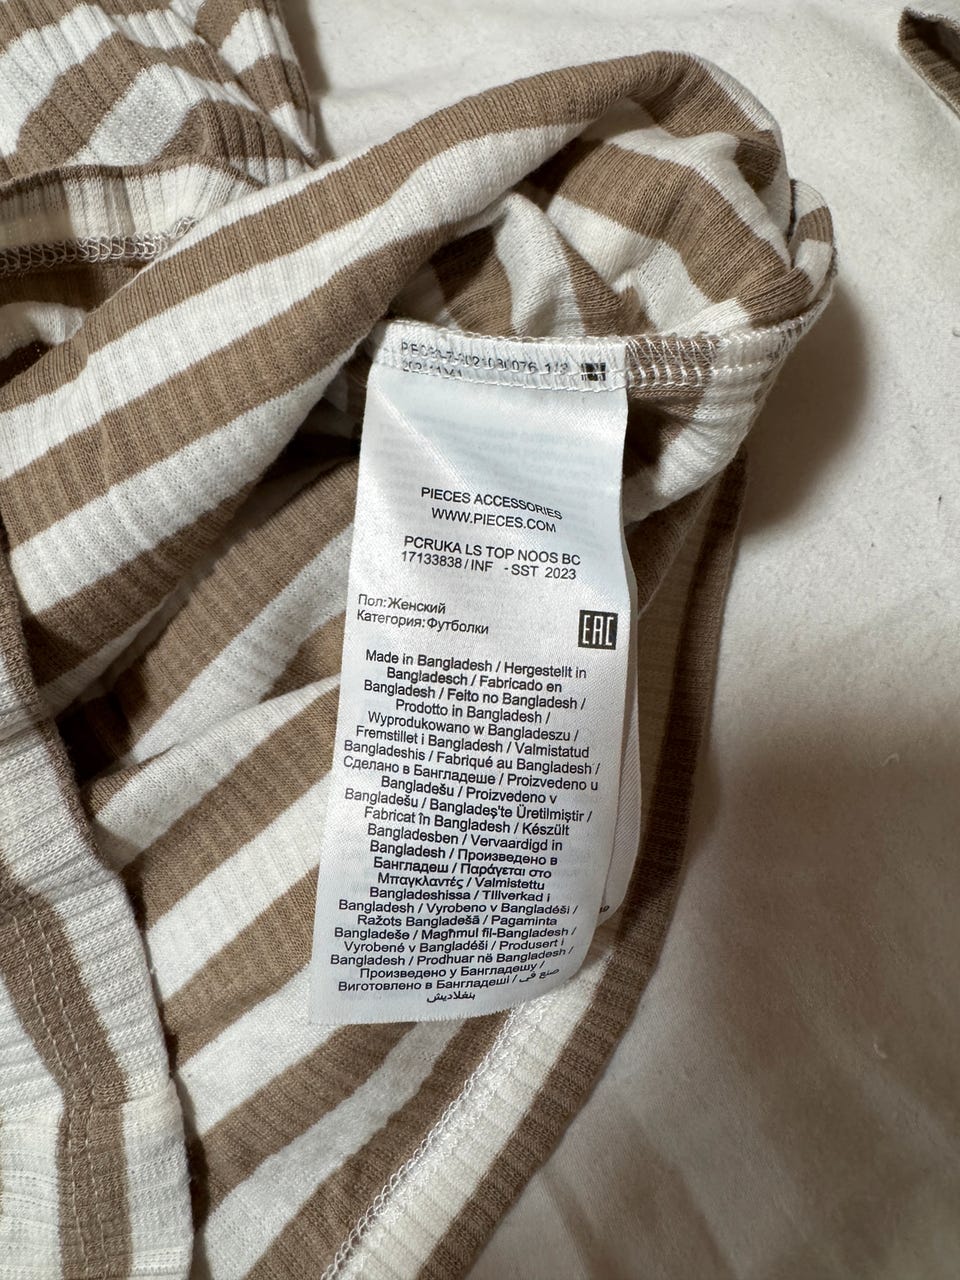 PIECES ACCESSORIES
WWW.PIECES.COM
PCRUKA LS TOP NOOS BC
17133838/INF -SST 2023
Пол:Женский
Категория:Футболки
EAC
Made in Bangladesh / Hergestellt in
Bangladesch / Fabricado en
Bangladesh / Feito no Bangladesh /
Prodotto in Bangladesh /
Wyprodukowano w Bangladeszu /
Fremstillet i Bangladesh / Valmistatud
Bangladeshis / Fabriqué au Bangladesh /
Сделано в Бангладеше / Proizvedeno u
Bangladešu / Proizvedeno v
Bangladešu / Bangladeş'te Üretilmiştir /
Fabricat în Bangladesh / Készült
Bangladesben / Vervaardigd in
Bangladesh / Произведено в
Бангладеш / Παράγεται στο
Μπαγκλαντές / Valmistettu
Bangladeshissa / Tillverkad i
Bangladesh / Vyrobeno v Bangladéši /
Ražots Bangladešā / Pagaminta
Bangladeše / Magħmul fil-Bangladesh /
Vyrobené v Bangladéši / Produsert i
Bangladesh / Prodhuar në Bangladesh /
Произведено у Бангладешу /
Виготовлено в Бангладеші / صنع في
بنغلاديش